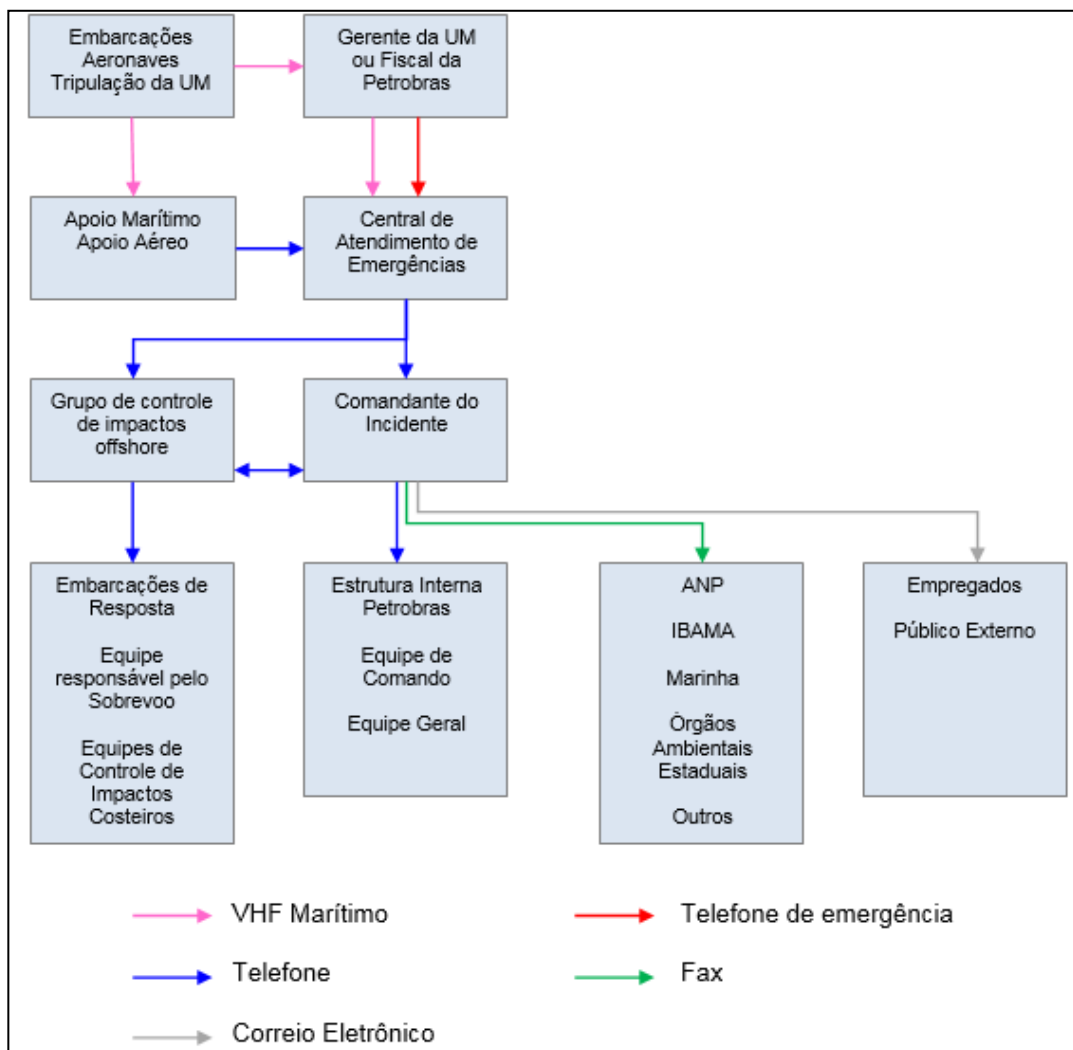 Embarcações
Aeronaves
Tripulação da UM
Gerente da UM
ou Fiscal da
Petrobras
Apoio Marítimo
Apoio Aéreo
Central de
Atendimento de
Emergências
Grupo de controle
de impactos
offshore
Comandante do
Incidente
Embarcações de
Resposta
Equipe
responsável pelo
Sobrevoo
Equipes de
Controle de
Impactos
Costeiros
Estrutura Interna
Petrobras
Equipe de
Comando
Equipe Geral
ANP
IBAMA
Marinha
Órgãos
Ambientais
Estaduais
Outros
Empregados
Público Externo
VHF Marítimo
Telefone de emergência
Telefone
Fax
Correio Eletrônico